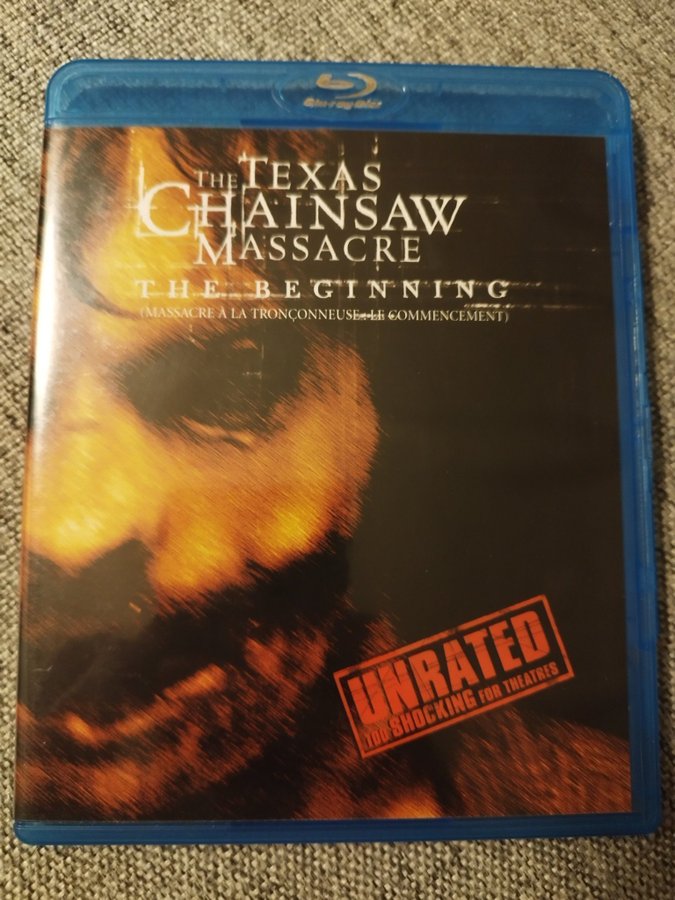 Blu-ray Disc
THE TEXAS
CHAINSAW
MASSACRE
THE BEGINNING
(MASSACRE À LA TRONÇONNEUSE: LE COMMENCEMENT)
UNRATED
TOO SHOCKING FOR THEATRES